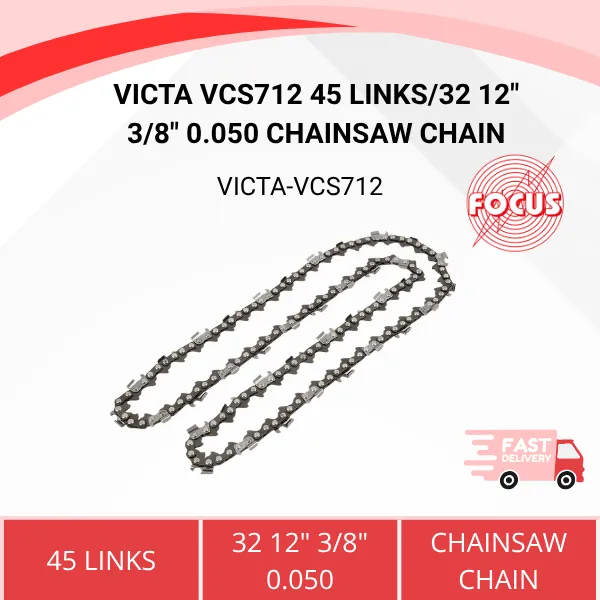 VICTA VCS712 45 LINKS/32 12"
3/8" 0.050 CHAINSAW CHAIN
VICTA-VCS712
FOCUS
FAST
DELIVERY
45 LINKS
32 12" 3/8"
0.050
CHAINSAW
CHAIN